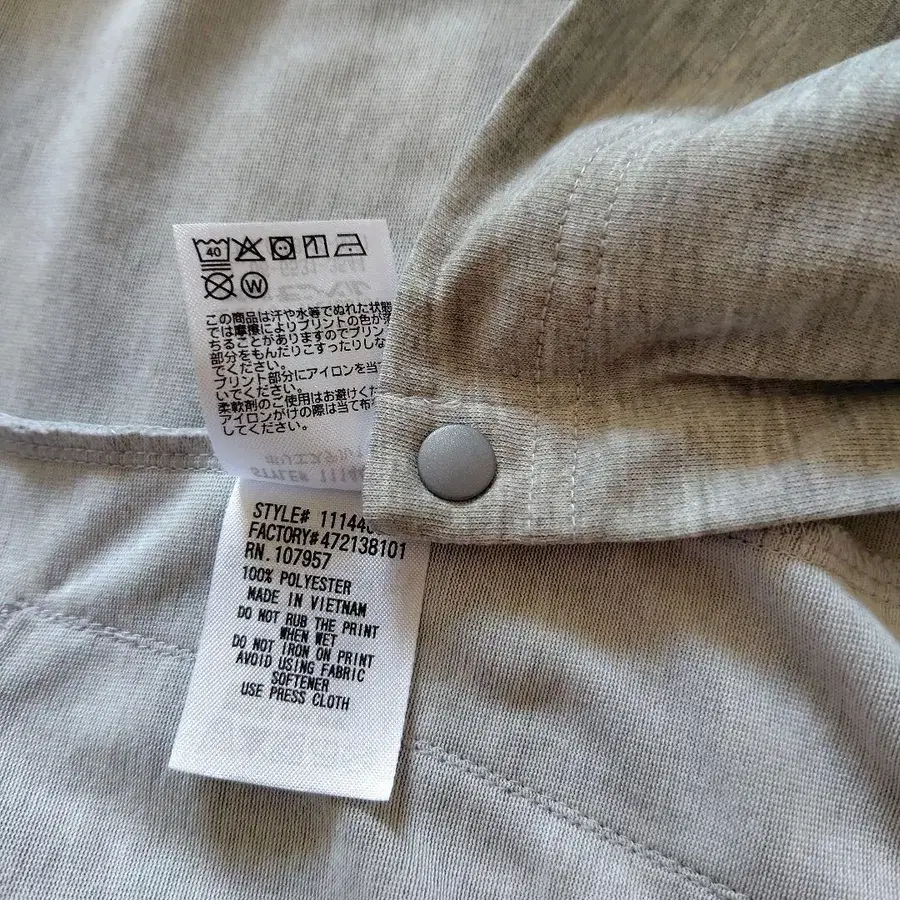 40
W
この商品は汗や水等でぬれた状態
では摩擦によりプリントの色が落
ちることがありますのでプリン
部分をもんだりこすったりしな
でください。
プリント部分にアイロンを当て
いでください。
柔軟剤のご使用はお避けくだ
アイロンがけの際は当て布を
してください。
STYLE# 11144
FACTORY#472138101
RN.107957
100% POLYESTER
MADE IN VIETNAM
DO NOT RUB THE PRINT
WHEN WET
DO NOT IRON ON PRINT
AVOID USING FABRIC
SOFTENER
USE PRESS CLOTH